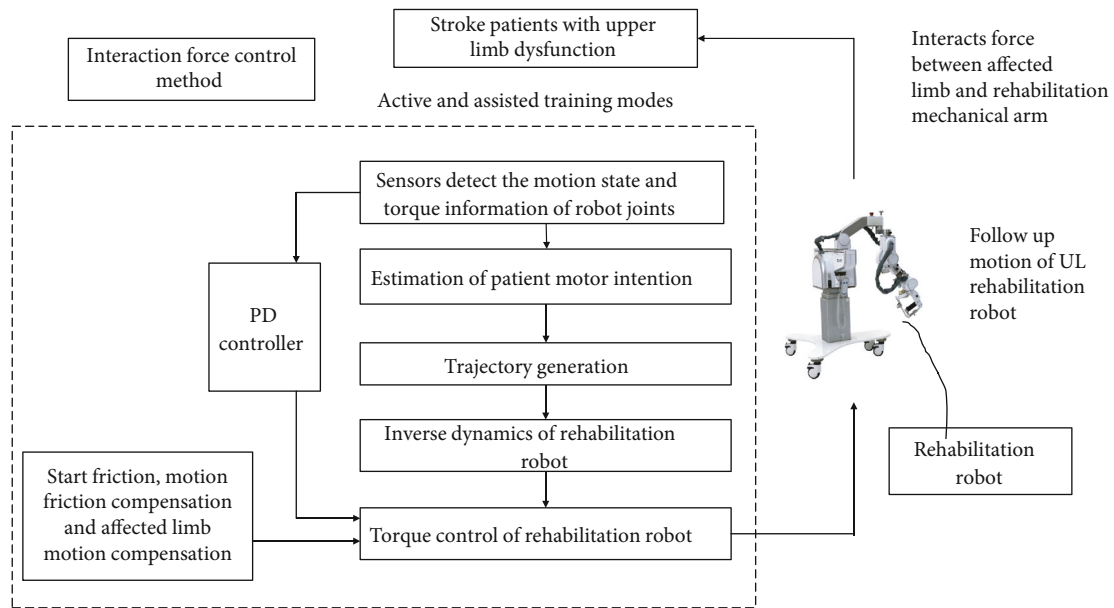 Stroke patients with upper
limb dysfunction
Interaction force control
method
Interacts force
between affected
limb and rehabilitation
mechanical arm
Active and assisted training modes
Sensors detect the motion state and
torque information of robot joints
Follow up
motion of UL
rehabilitation
robot
Estimation of patient motor intention
PD
controller
Trajectory generation
Inverse dynamics of rehabilitation
robot
Rehabilitation
robot
Start friction, motion
friction compensation
and affected limb
motion compensation
Torque control of rehabilitation robot